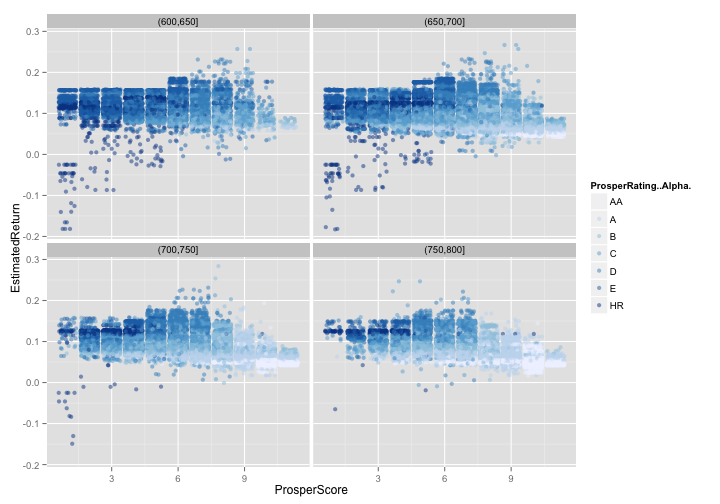 (600,650]
(650,700]
0.3
0.2
0.1
0.0
-0.1
-0.2
(700,750]
(750,800]
0.3
0.2
0.1
0.0
-0.1
-0.2
3
6
9
3
6
9
EstimatedReturn
ProsperScore
ProsperRating..Alpha.
AA
A
B
C
D
E
HR